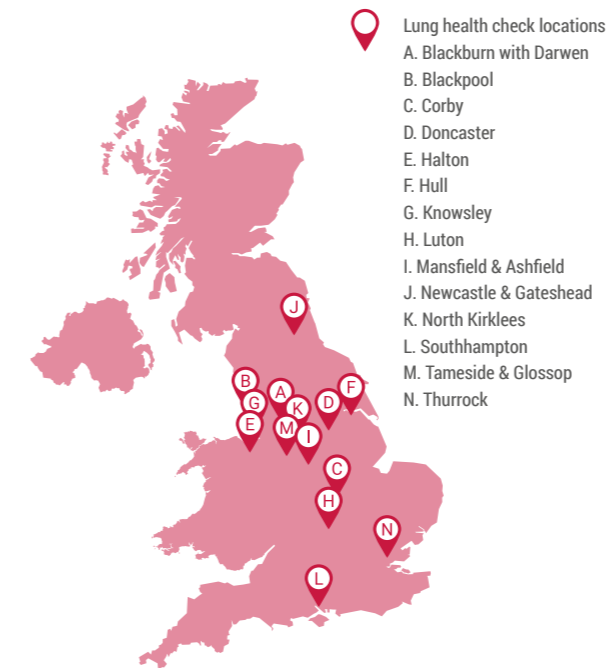 Lung health check locations
A. Blackburn with Darwen
B. Blackpool
C. Corby
D. Doncaster
E. Halton
F. Hull
G. Knowsley
H. Luton
I. Mansfield & Ashfield
J. Newcastle & Gateshead
K. North Kirklees
L. Southhampton
M. Tameside & Glossop
N. Thurrock
J
B
A
F
G
K
D
E
M
I
C
H
N
L